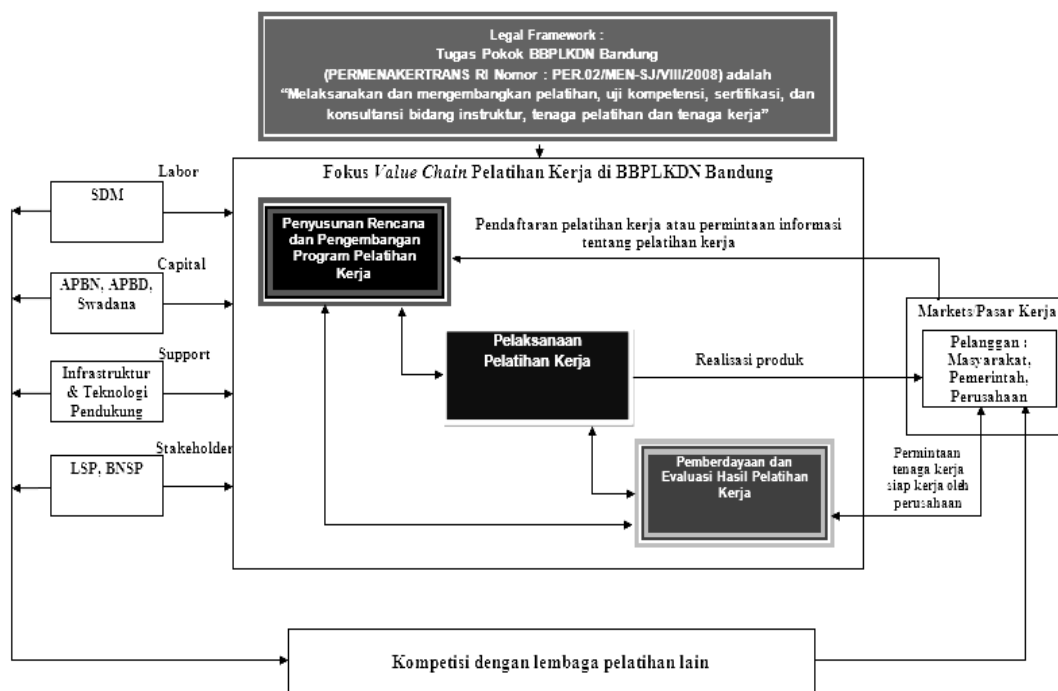 Legal Framework :
Tugas Pokok BBPLKDN Bandung
(PERMENAKERTRANS RI Nomor : PER.02/MEN-SJ/VIII/2008) adalah
“Melaksanakan dan mengembangkan pelatihan, uji kompetensi, sertifikasi, dan
konsultansi bidang instruktur, tenaga pelatihan dan tenaga kerja”
Fokus Value Chain Pelatihan Kerja di BBPLKDN Bandung
Labor
SDM
Capital
APBN, APBD,
Swadana
Support
Infrastruktur
& Teknologi
Pendukung
Stakeholder
LSP, BNSP
Penyusunan Rencana
dan Pengembangan
Program Pelatihan
Kerja
Pendaftaran pelatihan kerja atau permintaan informasi
tentang pelatihan kerja
Pelaksanaan
Pelatihan Kerja
Realisasi produk
Markets/Pasar Kerja
Pelanggan :
Masyarakat,
Pemerintah,
Perusahaan
Pemberdayaan dan
Evaluasi Hasil Pelatihan
Kerja
Permintaan
tenaga kerja
siap kerja oleh
perusahaan
Kompetisi dengan lembaga pelatihan lain